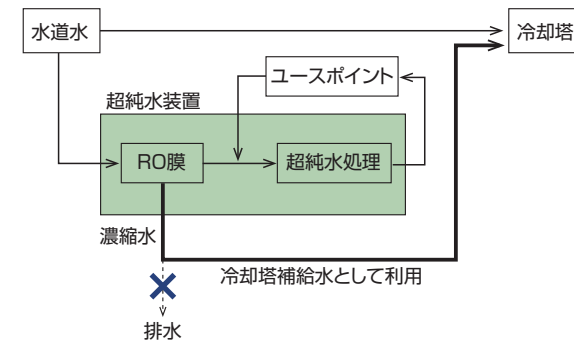 水道水
冷却塔
ユースポイント
超純水装置
RO膜
超純水処理
濃縮水
冷却塔補給水として利用
排水